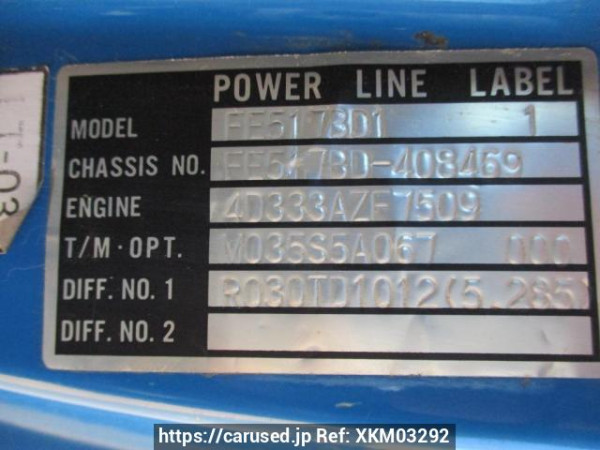 POWER LINE LABEL
MODEL FE517BD1 1
CHASSIS NO. FE517BD-408469
ENGINE 4D333AZF7509
T/M·OPT. M035S5A067 000
DIFF. NO. 1 R030TD1012(5.285)
DIFF. NO. 2
-03
https://carused.jp Ref: XKM03292